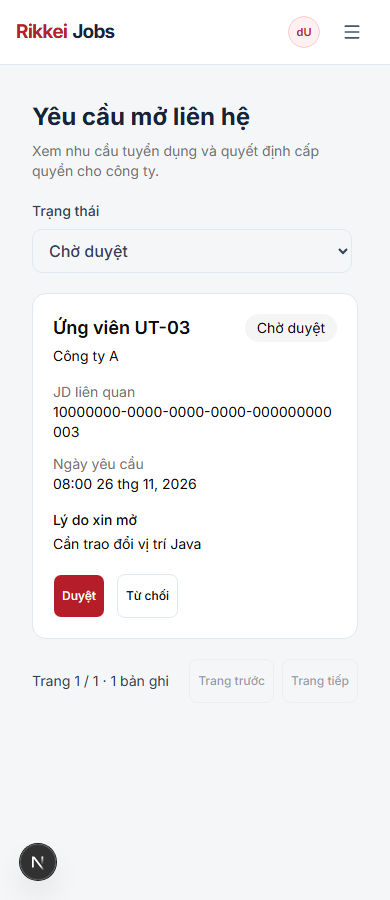 Rikkei Jobs
dU
Yêu cầu mở liên hệ
Xem nhu cầu tuyển dụng và quyết định cấp
quyền cho công ty.
Trạng thái
Chờ duyệt
Ứng viên UT-03
Chờ duyệt
Công ty A
JD liên quan
10000000-0000-0000-0000-000000000
003
Ngày yêu cầu
08:00 26 thg 11, 2026
Lý do xin mở
Cần trao đổi vị trí Java
Duyệt
Từ chối
Trang 1 / 1 · 1 bản ghi
Trang trước
Trang tiếp
N